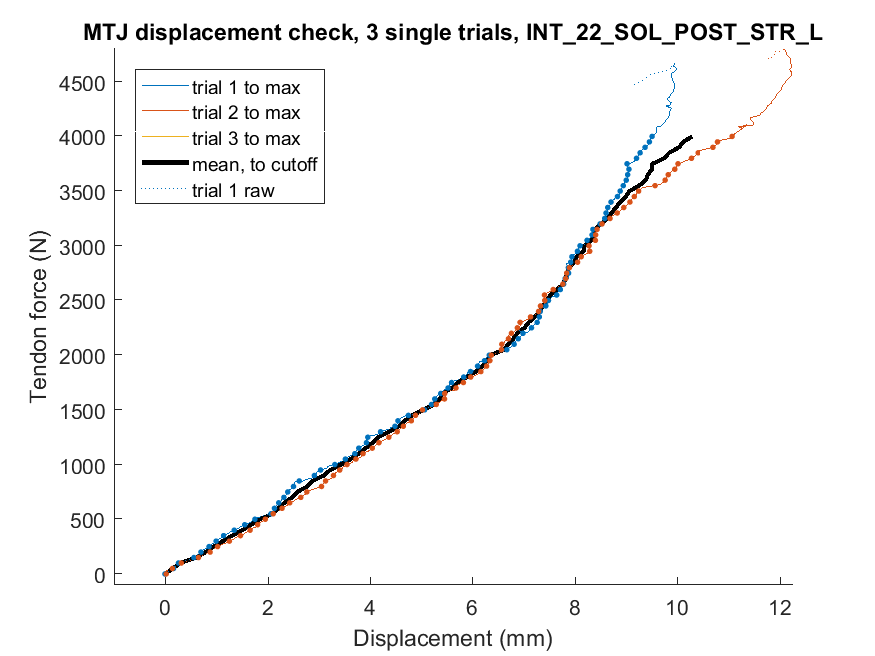 MTJ displacement check, 3 single trials, INT_22_SOL_POST_STR_L
trial 1 to max
trial 2 to max
trial 3 to max
mean, to cutoff
trial 1 raw
4500
4000
3500
3000
2500
2000
1500
1000
500
0
Tendon force (N)
0 2 4 6 8 10 12
Displacement (mm)